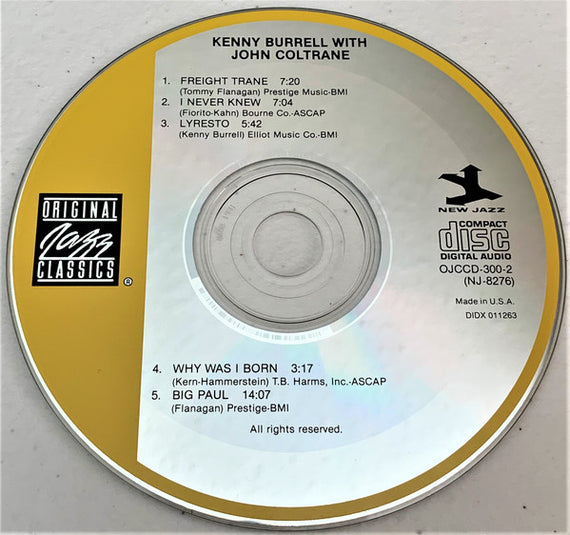 KENNY BURRELL WITH
JOHN COLTRANE
1. FREIGHT TRANE 7:20
(Tommy Flanagan) Prestige Music-BMI
2. I NEVER KNEW 7:04
(Fiorito-Kahn) Bourne Co.-ASCAP
3. LYRESTO 5:42
(Kenny Burrell) Elliot Music Co.-BMI
ORIGINAL
Jazz
CLASSICS
®
NEW JAZZ
COMPACT
disc
DIGITAL AUDIO
OJCCD-300-2
(NJ-8276)
Made in U.S.A.
DIDX 011263
4. WHY WAS I BORN 3:17
(Kern-Hammerstein) T.B. Harms, Inc.-ASCAP
5. BIG PAUL 14:07
(Flanagan) Prestige-BMI
All rights reserved.